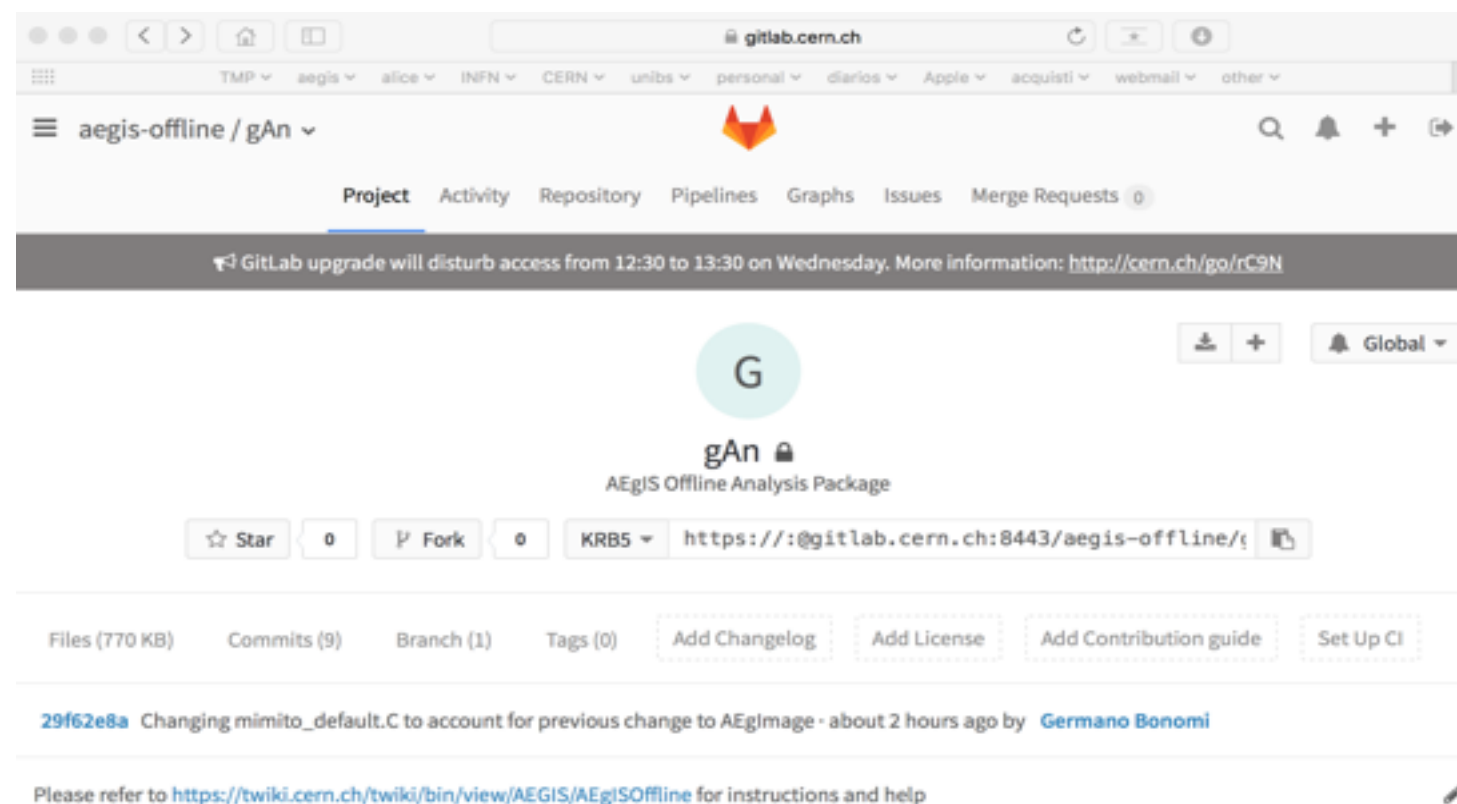 gitlab.cern.ch
TMP aegis alice INFN CERN unibs personal diarios Apple acquisti webmail other
aegis-offline / gAn
Project Activity Repository Pipelines Graphs Issues Merge Requests 0
GitLab upgrade will disturb access from 12:30 to 13:30 on Wednesday. More information: http://cern.ch/go/rC9N
Global
G
gAn
AEgIS Offline Analysis Package
Star 0 Fork 0 KRB5 https://:@gitlab.cern.ch:8443/aegis-offline/
Files (770 KB) Commits (9) Branch (1) Tags (0) Add Changelog Add License Add Contribution guide Set Up CI
29f62e8a Changing mimito_default.C to account for previous change to AEgImage · about 2 hours ago by Germano Bonomi
Please refer to https://twiki.cern.ch/twiki/bin/view/AEGIS/AEgISOffline for instructions and help